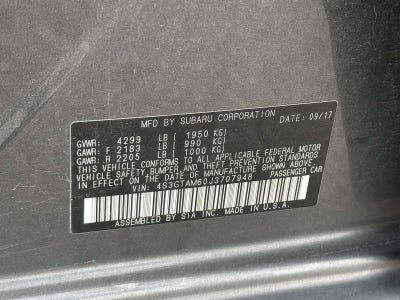 MFD BY SUBARU CORPORATION DATE: 09/17
GVWR: 4299 LB ( 1950 KG)
GAWR: F 2183 LB ( 990 KG)
GAWR: R 2205 LB ( 1000 KG)
THIS VEHICLE CONFORMS TO ALL APPLICABLE FEDERAL MOTOR
VEHICLE SAFETY, BUMPER, AND THEFT PREVENTION STANDARDS
IN EFFECT ON THE DATE OF MANUFACTURE SHOWN ABOVE.
VIN: 4S3GTAM60J3707948 PASSENGER CAR
ASSEMBLED BY SIA INC. MADE IN U.S.A.